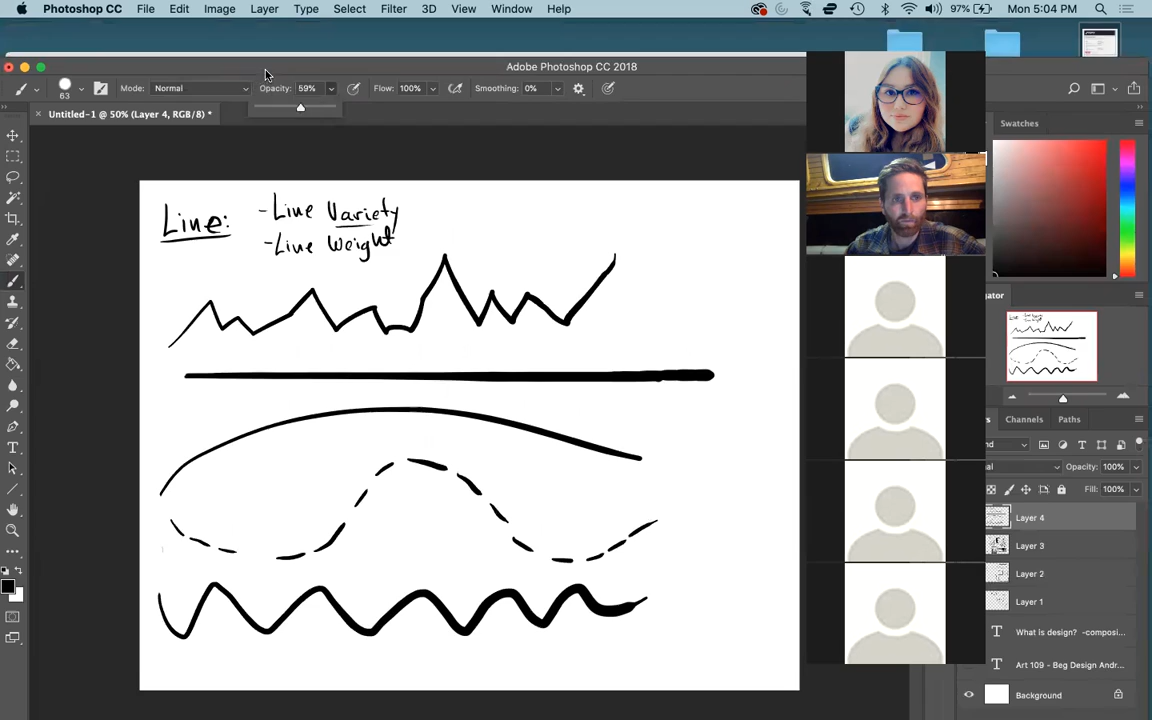 Photoshop CC File Edit Image Layer Type Select Filter 3D View Window Help 97% Mon 5:04 PM
Adobe Photoshop CC 2018
63 Mode: Normal Opacity: 59% Flow: 100% Smoothing: 0%
Untitled-1 @ 50% (Layer 4, RGB/8) *
Swatches
Line: -Line Variety
-Line Weight
Channels Paths
Opacity: 100%
Fill: 100%
Layer 4
Layer 3
Layer 2
Layer 1
What is design? -composi...
Art 109 - Beg Design Andr...
Background